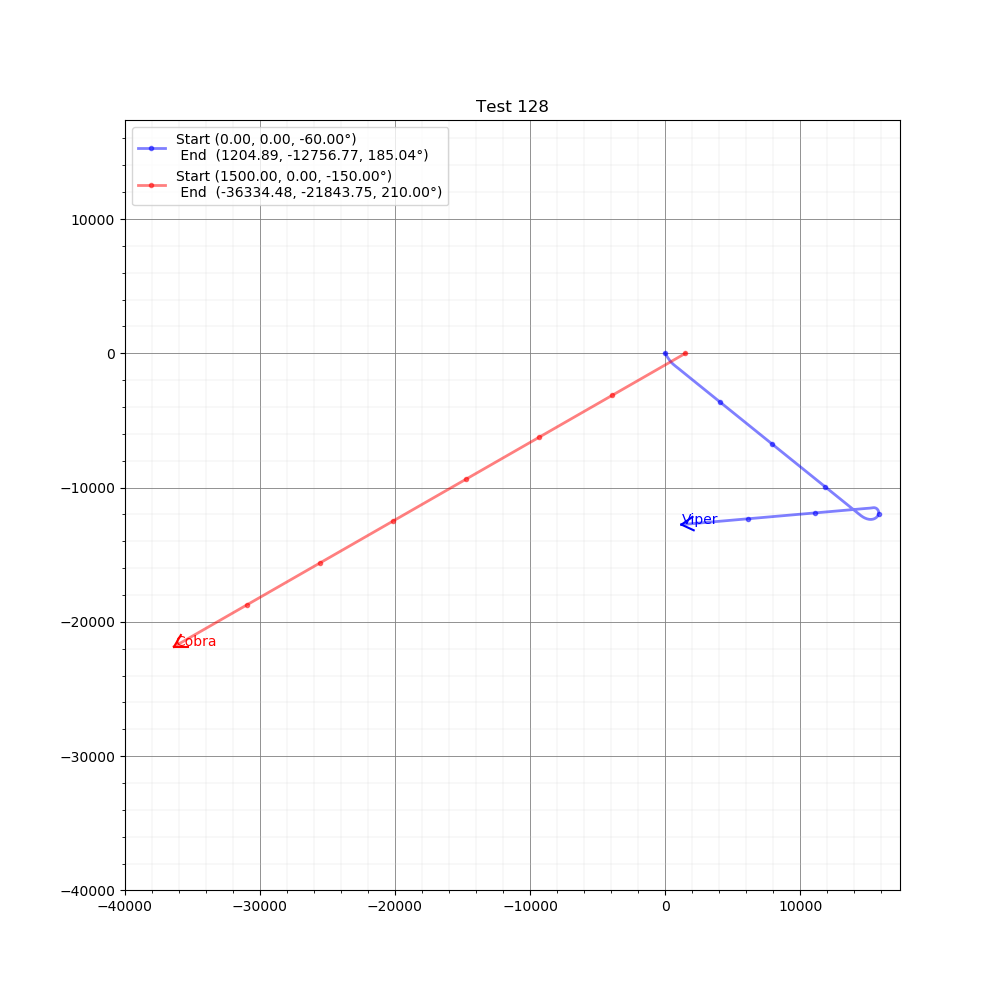 Test 128
Start (0.00, 0.00, -60.00°)
End  (1204.89, -12756.77, 185.04°)
Start (1500.00, 0.00, -150.00°)
End  (-36334.48, -21843.75, 210.00°)
10000
0
−10000
−20000
−30000
−40000
Viper
Cobra
−40000
−30000
−20000
−10000
0
10000